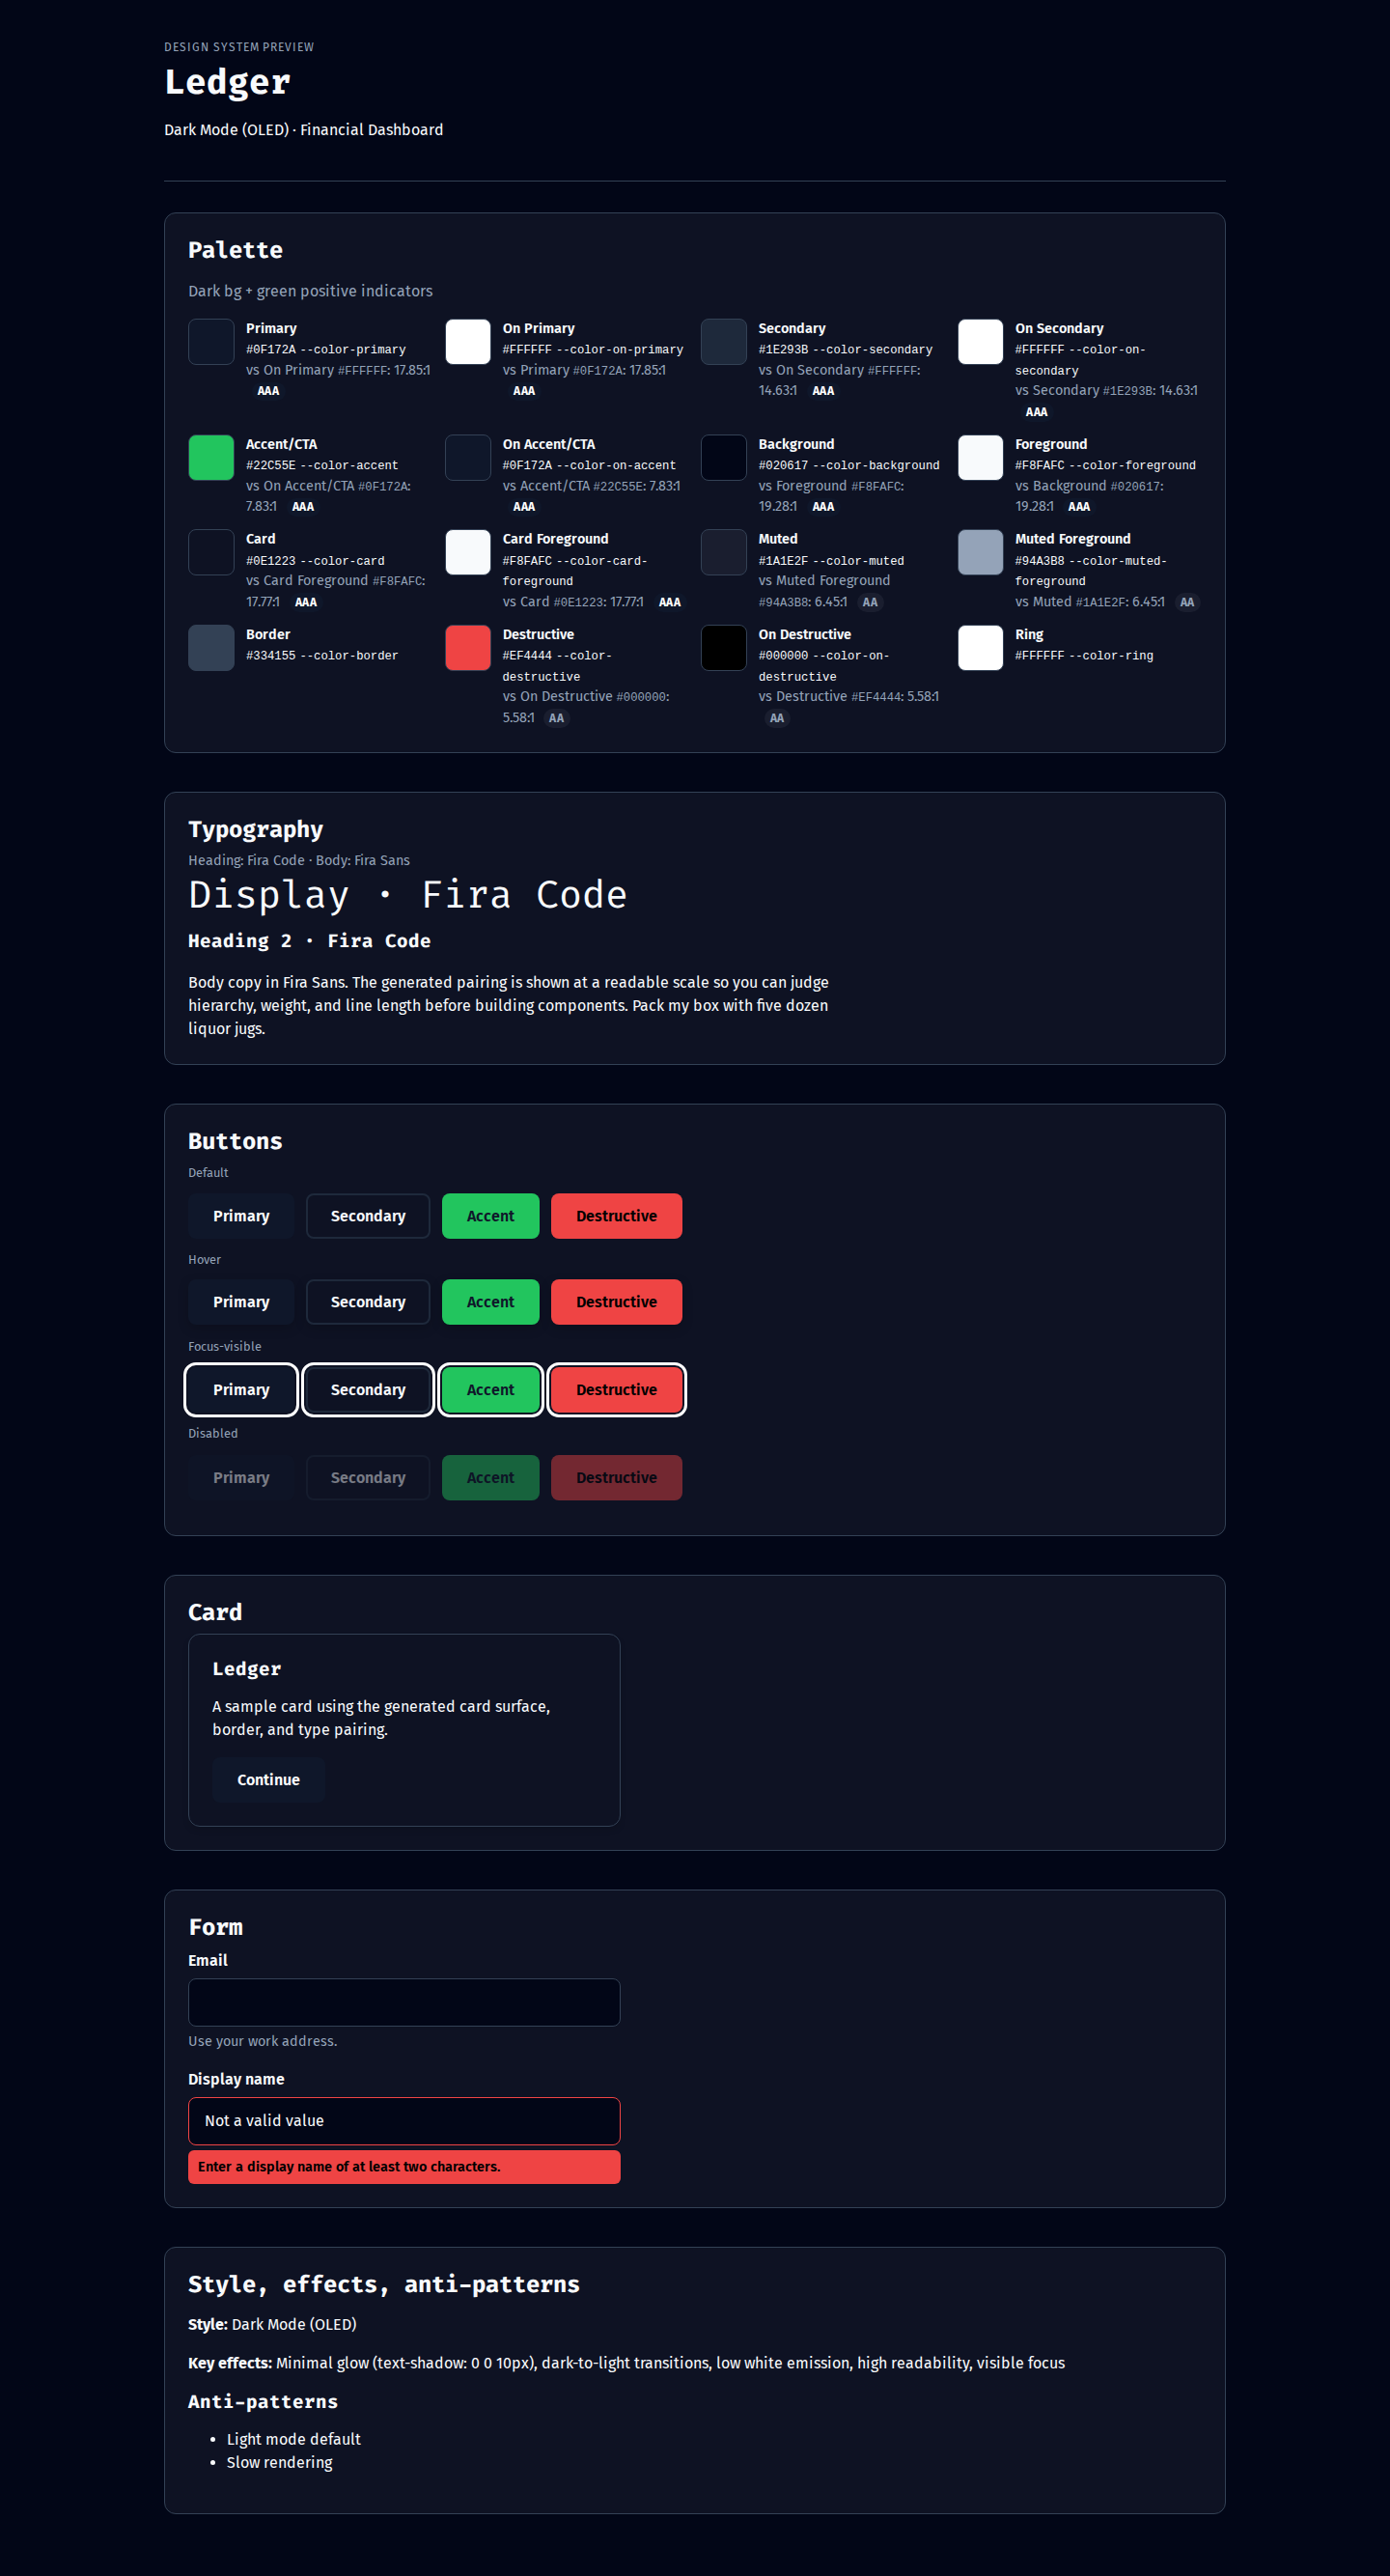 DESIGN SYSTEM PREVIEW
Ledger
Dark Mode (OLED) · Financial Dashboard
Palette
Dark bg + green positive indicators
Primary
#0F172A --color-primary
vs On Primary #FFFFFF: 17.85:1
AAA
On Primary
#FFFFFF --color-on-primary
vs Primary #0F172A: 17.85:1
AAA
Secondary
#1E293B --color-secondary
vs On Secondary #FFFFFF:
14.63:1 AAA
On Secondary
#FFFFFF --color-on-
secondary
vs Secondary #1E293B: 14.63:1
AAA
Accent/CTA
#22C55E --color-accent
vs On Accent/CTA #0F172A:
7.83:1 AAA
On Accent/CTA
#0F172A --color-on-accent
vs Accent/CTA #22C55E: 7.83:1
AAA
Background
#020617 --color-background
vs Foreground #F8FAFC:
19.28:1 AAA
Foreground
#F8FAFC --color-foreground
vs Background #020617:
19.28:1 AAA
Card
#0E1223 --color-card
vs Card Foreground #F8FAFC:
17.77:1 AAA
Card Foreground
#F8FAFC --color-card-
foreground
vs Card #0E1223: 17.77:1 AAA
Muted
#1A1E2F --color-muted
vs Muted Foreground
#94A3B8: 6.45:1 AA
Muted Foreground
#94A3B8 --color-muted-
foreground
vs Muted #1A1E2F: 6.45:1 AA
Border
#334155 --color-border
Destructive
#EF4444 --color-
destructive
vs On Destructive #000000:
5.58:1 AA
On Destructive
#000000 --color-on-
destructive
vs Destructive #EF4444: 5.58:1
AA
Ring
#FFFFFF --color-ring
Typography
Heading: Fira Code · Body: Fira Sans
Display · Fira Code
Heading 2 · Fira Code
Body copy in Fira Sans. The generated pairing is shown at a readable scale so you can judge
hierarchy, weight, and line length before building components. Pack my box with five dozen
liquor jugs.
Buttons
Default
Primary Secondary Accent Destructive
Hover
Primary Secondary Accent Destructive
Focus-visible
Primary Secondary Accent Destructive
Disabled
Primary Secondary Accent Destructive
Card
Ledger
A sample card using the generated card surface,
border, and type pairing.
Continue
Form
Email
Use your work address.
Display name
Not a valid value
Enter a display name of at least two characters.
Style, effects, anti-patterns
Style: Dark Mode (OLED)
Key effects: Minimal glow (text-shadow: 0 0 10px), dark-to-light transitions, low white emission, high readability, visible focus
Anti-patterns
• Light mode default
• Slow rendering